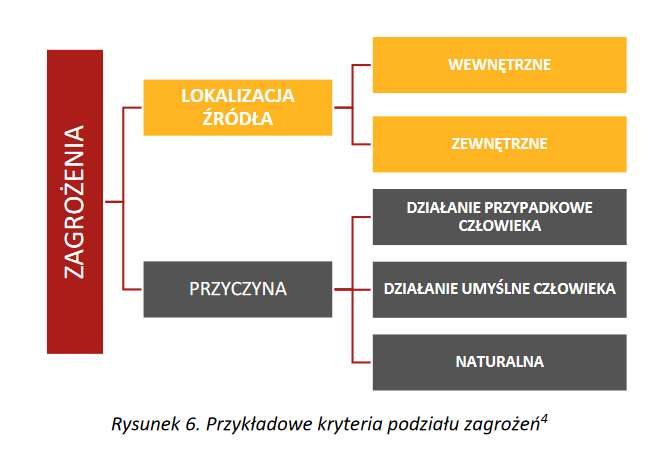 ZAGROŻENIA
LOKALIZACJA
ŹRÓDŁA
WEWNĘTRZNE
ZEWNĘTRZNE
PRZYCZYNA
DZIAŁANIE PRZYPADKOWE
CZŁOWIEKA
DZIAŁANIE UMYŚLNE CZŁOWIEKA
NATURALNA
Rysunek 6. Przykładowe kryteria podziału zagrożeń4